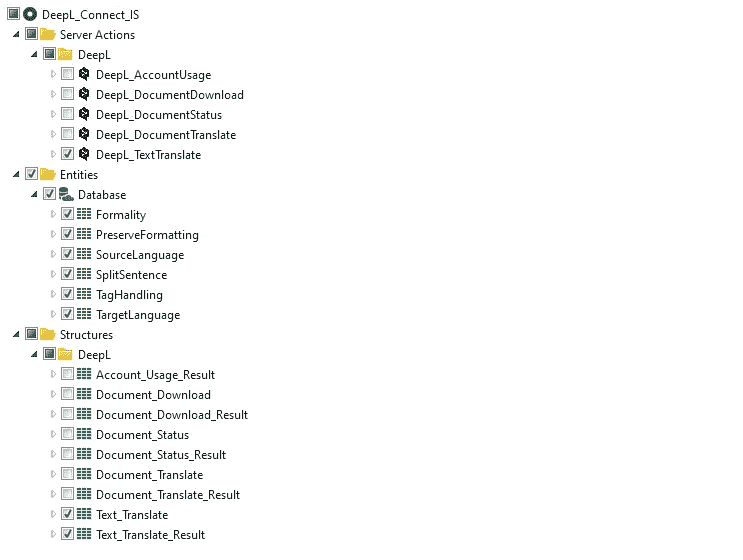 DeepL_Connect_IS
Server Actions
DeepL
DeepL_AccountUsage
DeepL_DocumentDownload
DeepL_DocumentStatus
DeepL_DocumentTranslate
DeepL_TextTranslate
Entities
Database
Formality
PreserveFormatting
SourceLanguage
SplitSentence
TagHandling
TargetLanguage
Structures
DeepL
Account_Usage_Result
Document_Download
Document_Download_Result
Document_Status
Document_Status_Result
Document_Translate
Document_Translate_Result
Text_Translate
Text_Translate_Result